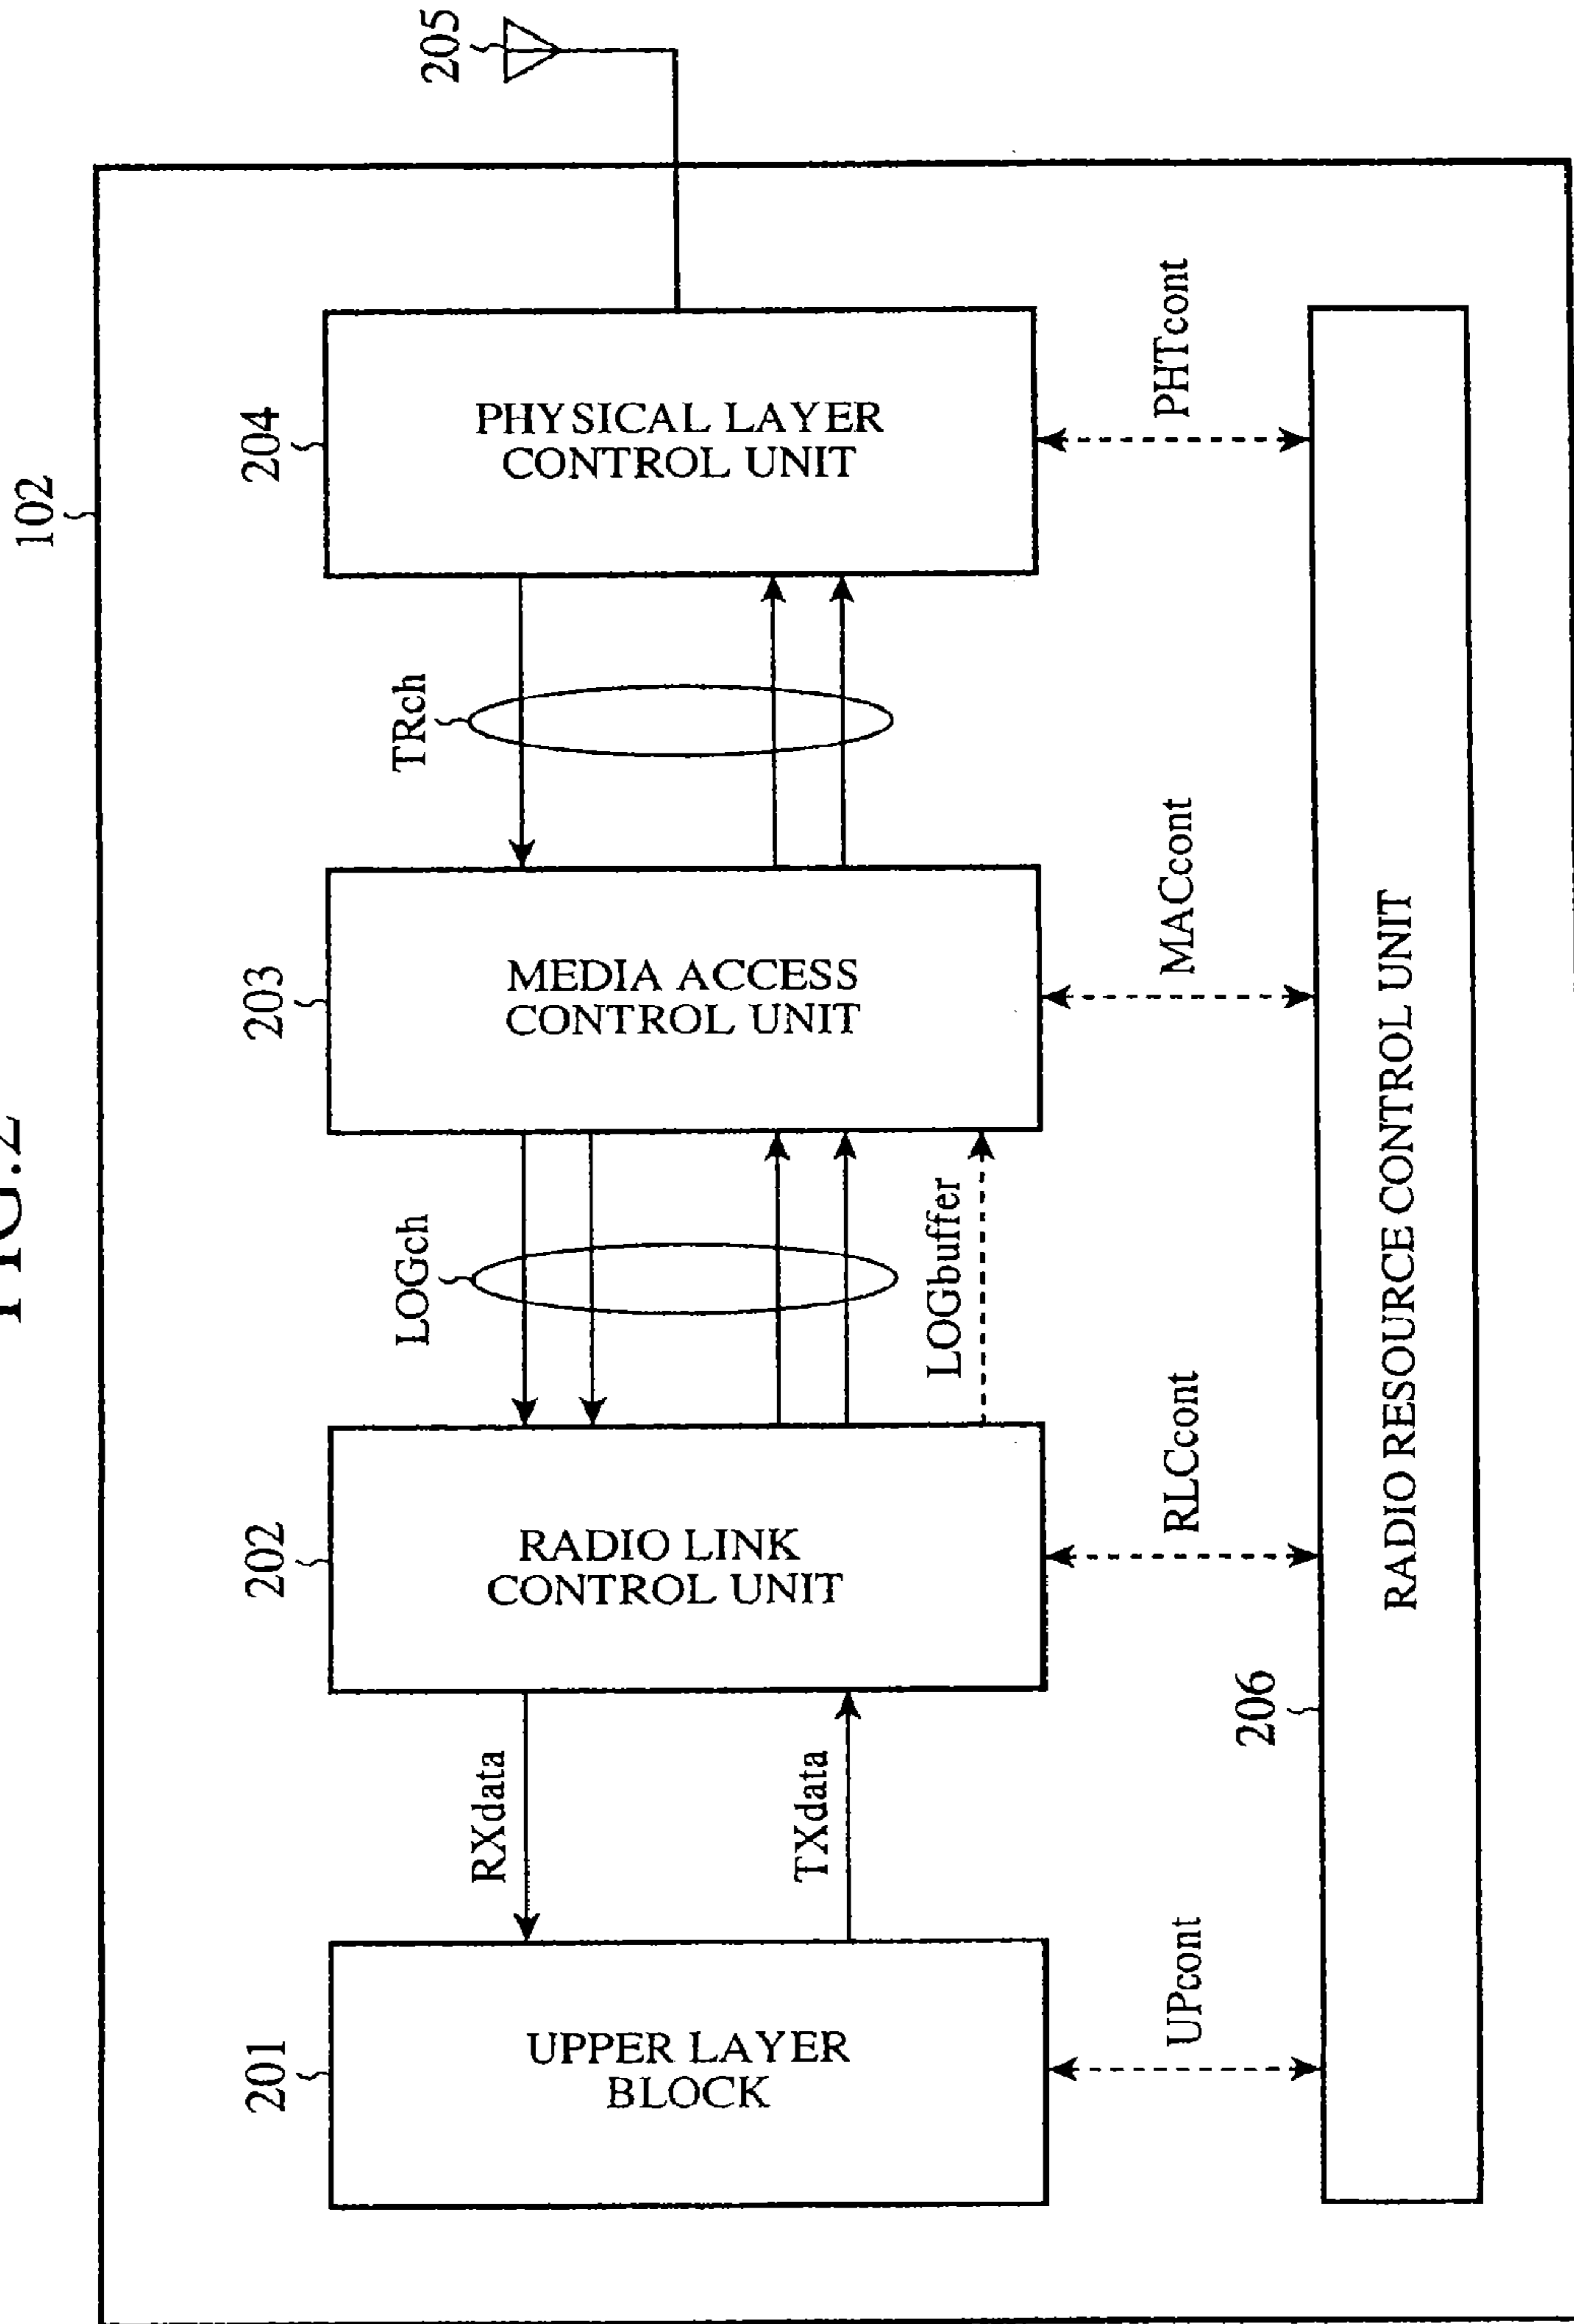 FIG.2
102
201
202
203
204
205
UPPER LAYER
BLOCK
RXdata
TXdata
RADIO LINK
CONTROL UNIT
LOGch
LOGbuffer
MEDIA ACCESS
CONTROL UNIT
TRch
PHYSICAL LAYER
CONTROL UNIT
UPcont
RLCcont
MACcont
PHTcont
206
RADIO RESOURCE CONTROL UNIT